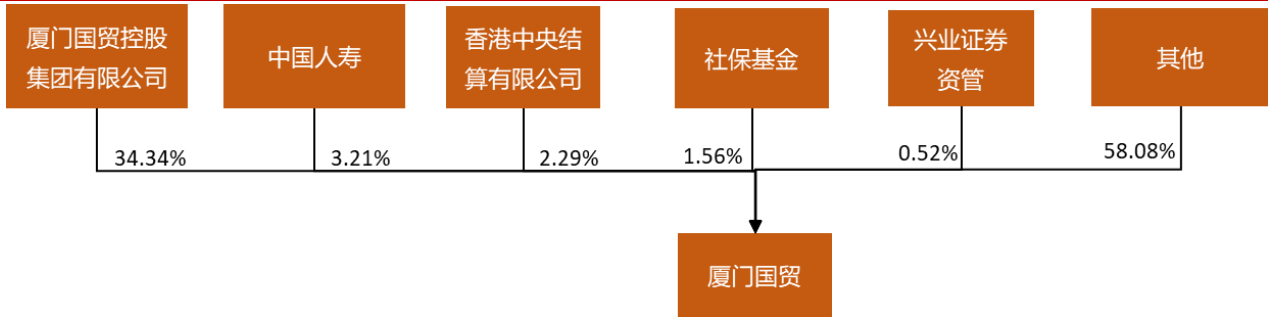 厦门国贸控股
集团有限公司
中国人寿
香港中央结
算有限公司
社保基金
兴业证券
资管
其他
34.34%
3.21%
2.29%
1.56%
0.52%
58.08%
厦门国贸